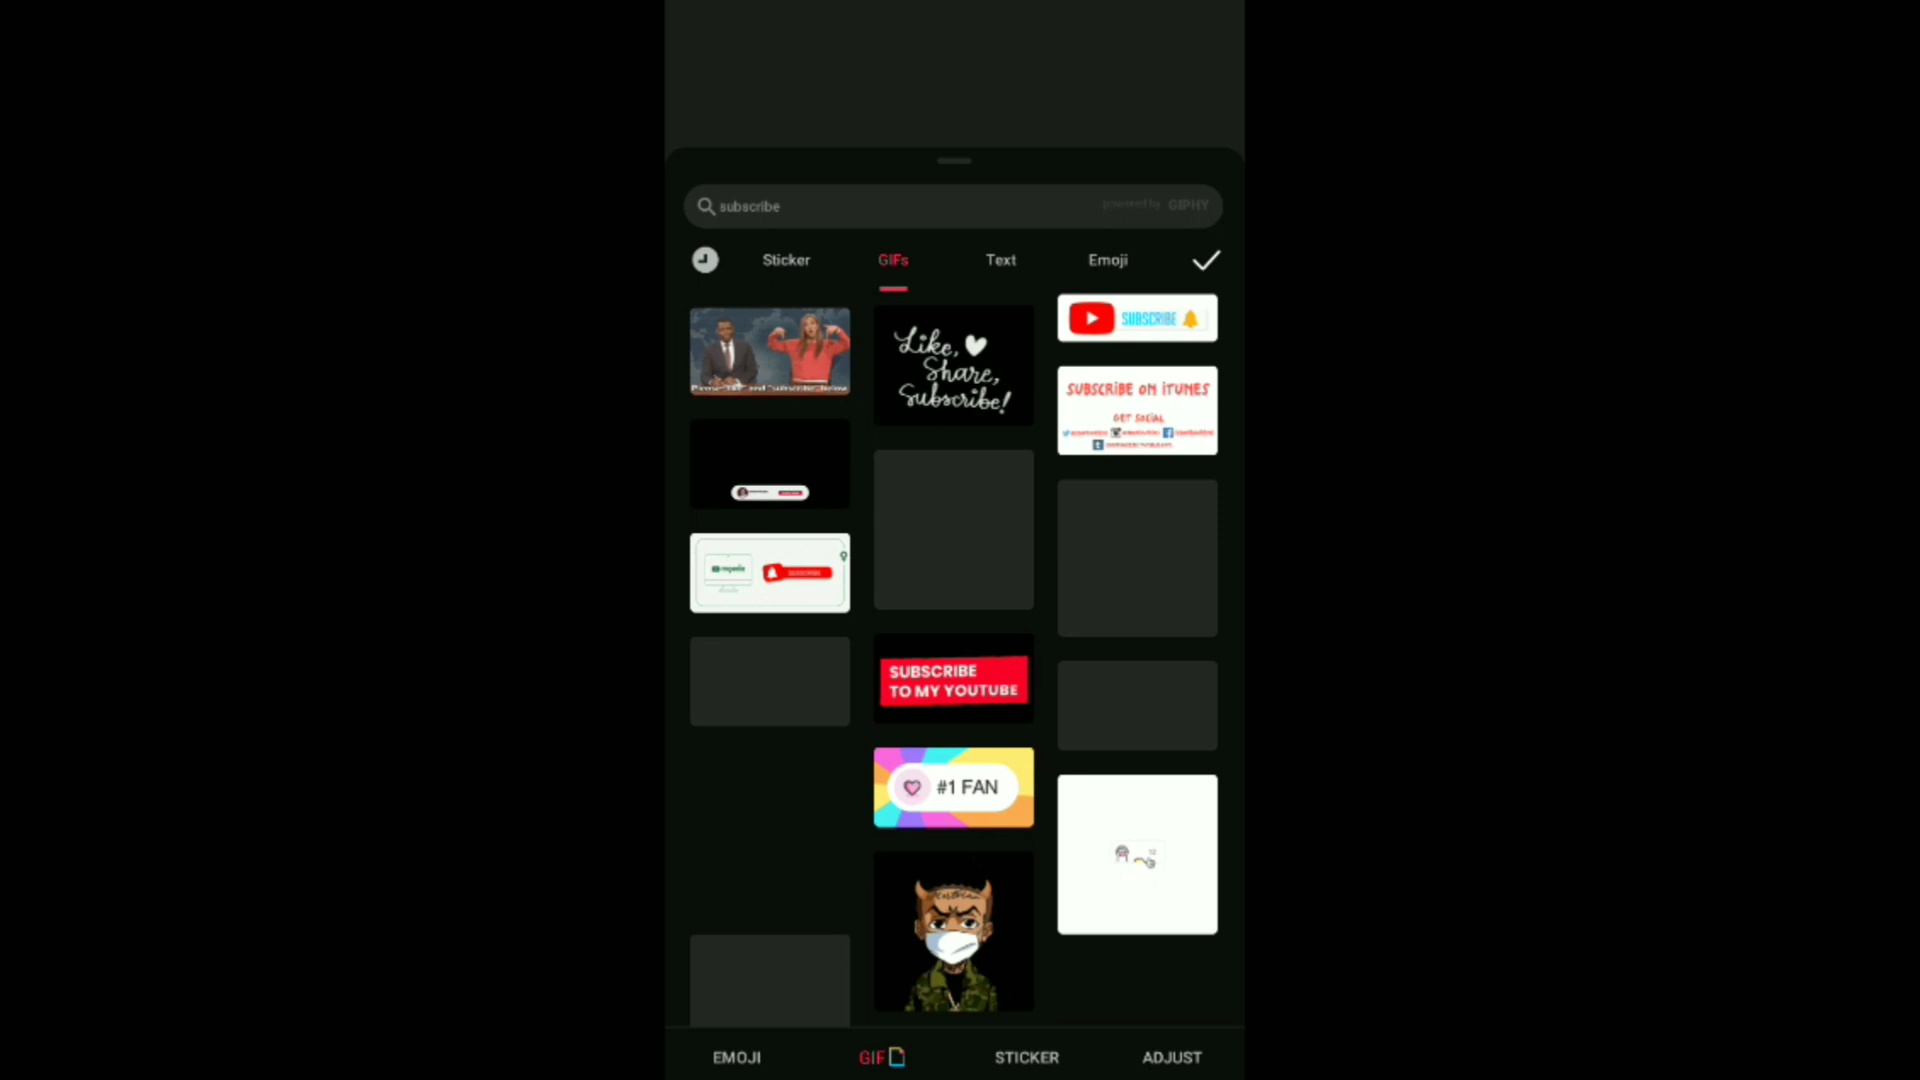 subscribe
powered by GIPHY
Sticker
GIFs
Text
Emoji
Like,
Share,
Subscribe!
SUBSCRIBE
SUBSCRIBE ON ITUNES
GET SOCIAL
SUBSCRIBE
SUBSCRIBE
TO MY YOUTUBE
#1 FAN
EMOJI
GIF
STICKER
ADJUST